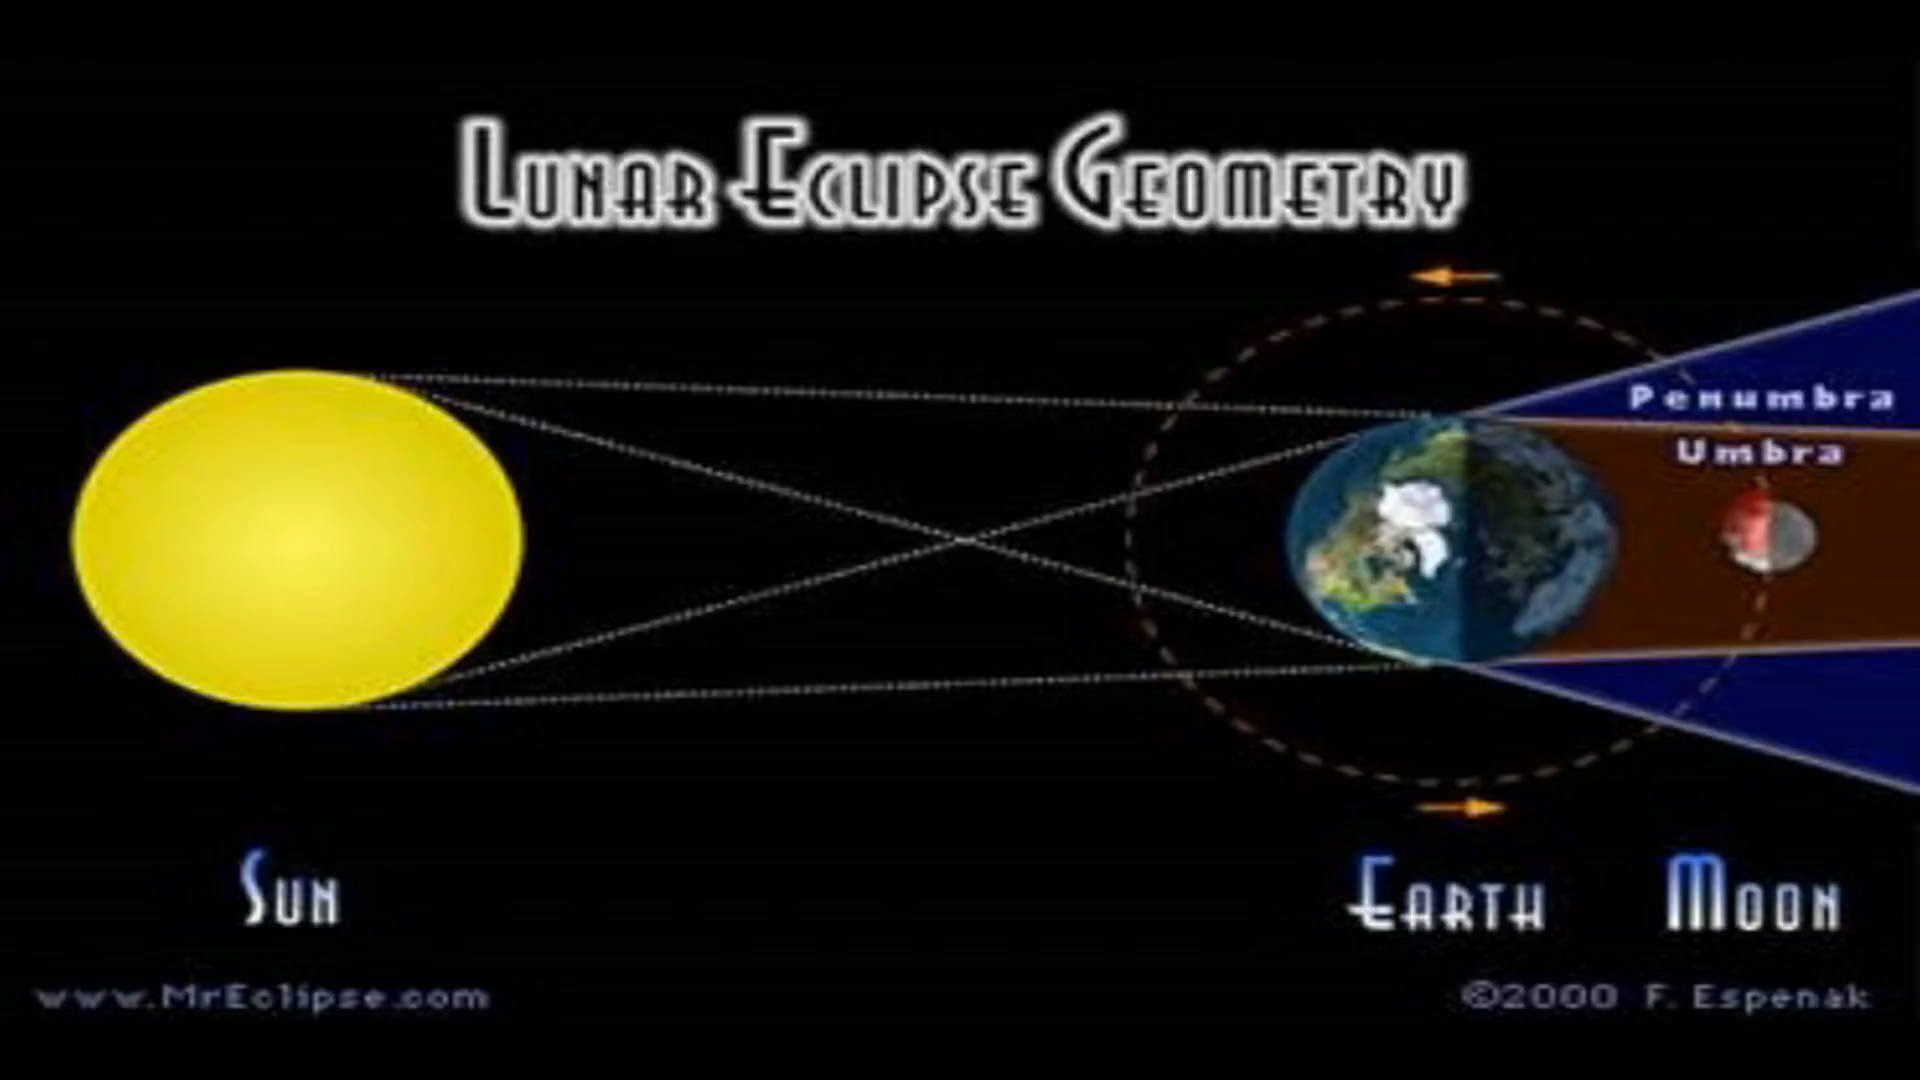 Lunar Eclipse Geometry
Penumbra
Umbra
Sun
Earth
Moon
www.MrEclipse.com
©2000 F. Espenak